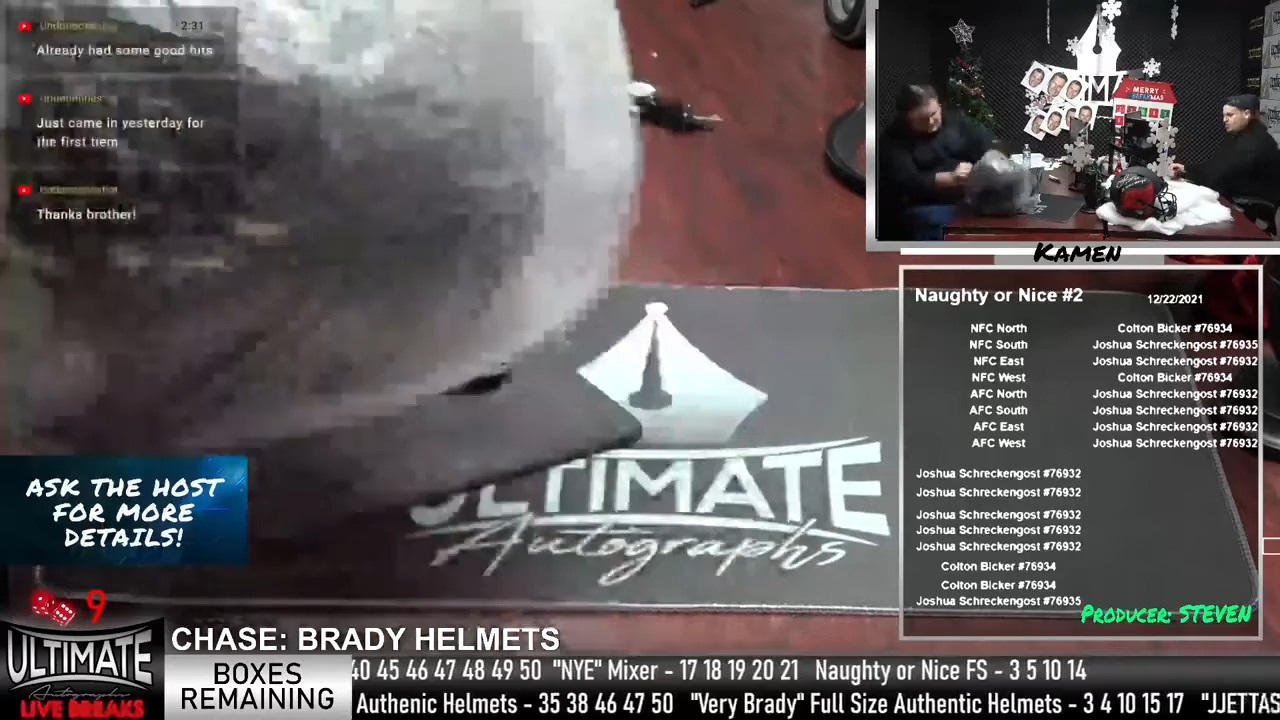 2:31
Already had some good hits
Just came in yesterday for
the first item
Thanks brother!
MERRY
BREAKMAS
KAMEN
Naughty or Nice #2
12/22/2021
NFC North Colton Bicker #76934
NFC South Joshua Schreckengost #76935
NFC East Joshua Schreckengost #76932
NFC West Colton Bicker #76934
AFC North Joshua Schreckengost #76932
AFC South Joshua Schreckengost #76932
AFC East Joshua Schreckengost #76932
AFC West Joshua Schreckengost #76932
Joshua Schreckengost #76932
Joshua Schreckengost #76932
Joshua Schreckengost #76932
Joshua Schreckengost #76932
Joshua Schreckengost #76932
Colton Bicker #76934
Colton Bicker #76934
Joshua Schreckengost #76935
PRODUCER: STEVEN
ULTIMATE
Autographs
ASK THE HOST
FOR MORE
DETAILS!
9
ULTIMATE
Autographs
LIVE BREAKS
CHASE: BRADY HELMETS
BOXES
REMAINING
40 45 46 47 48 49 50 "NYE" Mixer - 17 18 19 20 21 Naughty or Nice FS - 3 5 10 14
Authenic Helmets - 35 38 46 47 50 "Very Brady" Full Size Authentic Helmets - 3 4 10 15 17 "JJETTAS